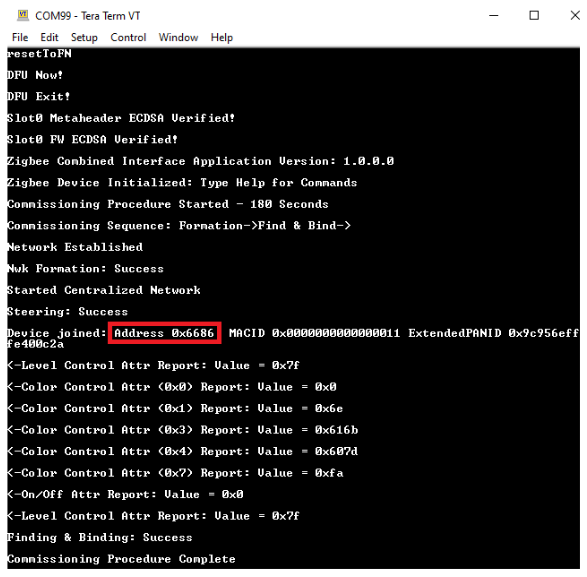 COM99 - Tera Term VT
File Edit Setup Control Window Help
resetToFN
DFU Now!
DFU Exit!
Slot0 Metaheader ECDSA Verified!
Slot0 FW ECDSA Verified!
Zigbee Combined Interface Application Version: 1.0.0.0
Zigbee Device Initialized: Type Help for Commands
Commissioning Procedure Started - 180 Seconds
Commissioning Sequence: Formation->Find & Bind->
Network Established
Nwk Formation: Success
Started Centralized Network
Steering: Success
Device joined: Address 0x6686 MACID 0x0000000000000011 ExtendedPANID 0x9c956eff
fe400c2a
<-Level Control Attr Report: Value = 0x7f
<-Color Control Attr (0x0) Report: Value = 0x0
<-Color Control Attr (0x1) Report: Value = 0x6e
<-Color Control Attr (0x3) Report: Value = 0x616b
<-Color Control Attr (0x4) Report: Value = 0x607d
<-Color Control Attr (0x7) Report: Value = 0xfa
<-On/Off Attr Report: Value = 0x0
<-Level Control Attr Report: Value = 0x7f
Finding & Binding: Success
Commissioning Procedure Complete